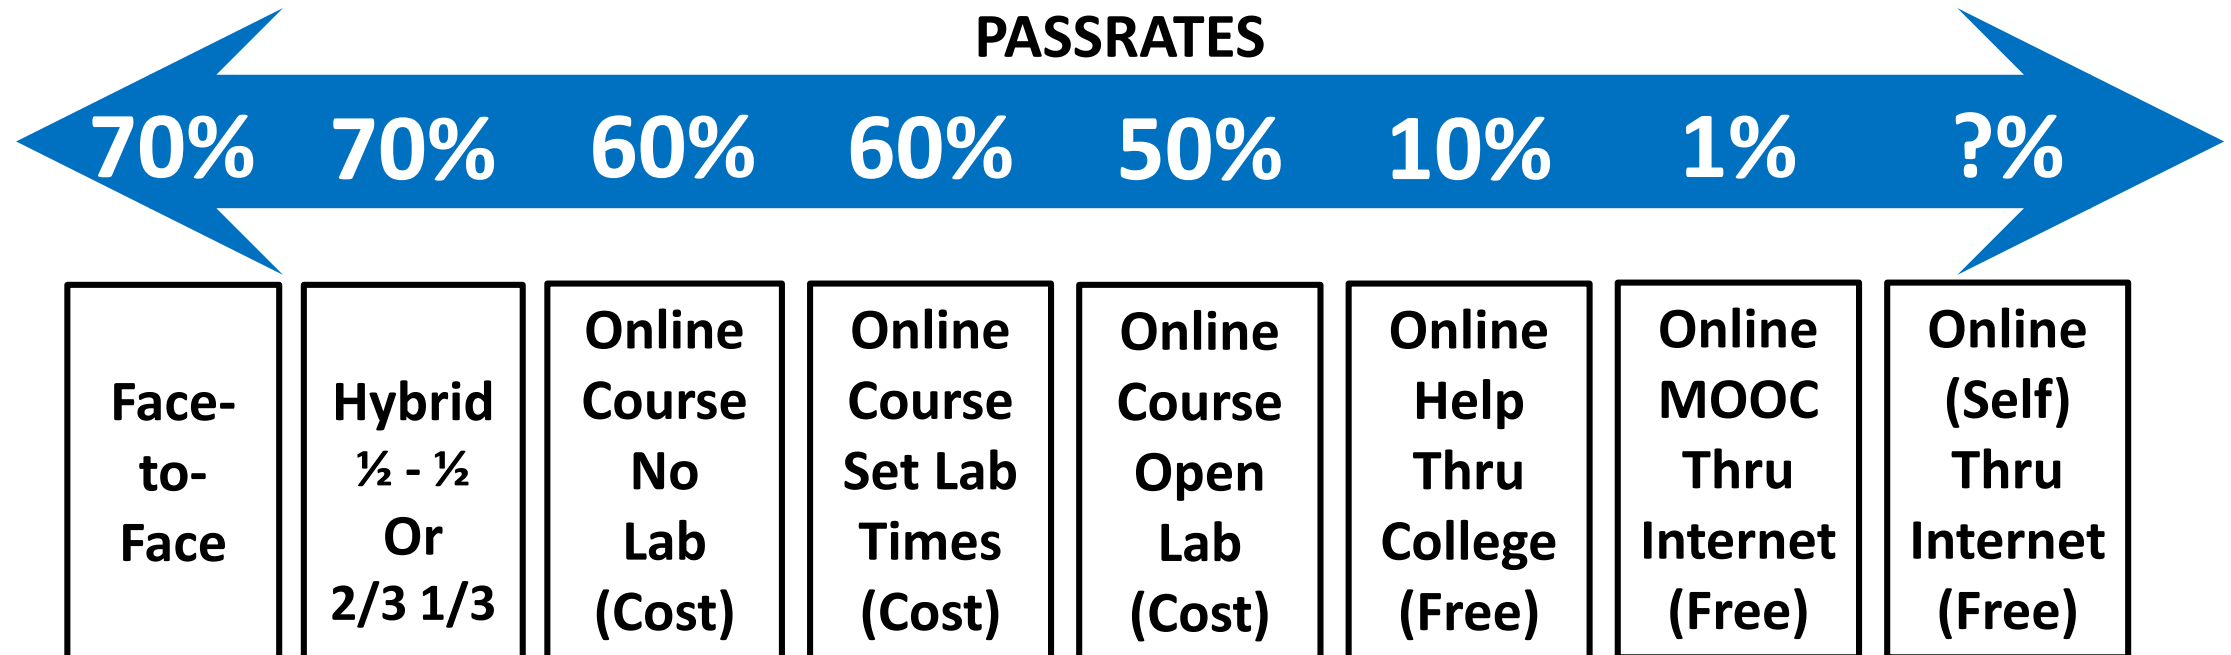 PASSRATES
70% 70% 60% 60% 50% 10% 1% ?%
Face-
to-
Face
Hybrid
½ - ½
Or
2/3 1/3
Online
Course
No
Lab
(Cost)
Online
Course
Set Lab
Times
(Cost)
Online
Course
Open
Lab
(Cost)
Online
Help
Thru
College
(Free)
Online
MOOC
Thru
Internet
(Free)
Online
(Self)
Thru
Internet
(Free)